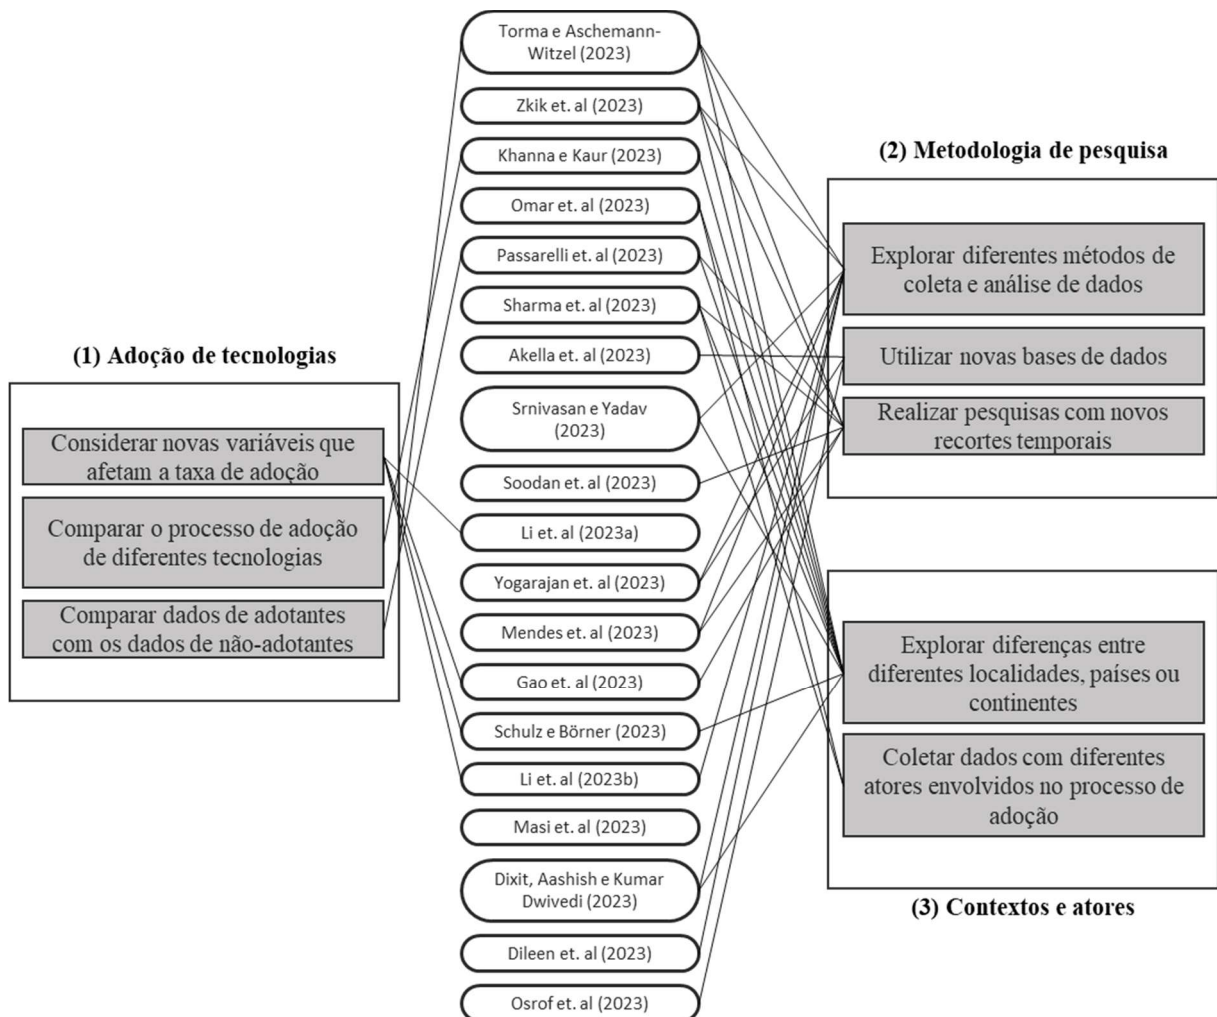 (1) Adoção de tecnologias
Considerar novas variáveis que
afetam a taxa de adoção
Comparar o processo de adoção
de diferentes tecnologias
Comparar dados de adotantes
com os dados de não-adotantes
Torma e Aschemann-
Witzel (2023)
Zkik et. al (2023)
Khanna e Kaur (2023)
Omar et. al (2023)
Passarelli et. al (2023)
Sharma et. al (2023)
Akella et. al (2023)
Srnivasan e Yadav
(2023)
Soodan et. al (2023)
Li et. al (2023a)
Yogarajan et. al (2023)
Mendes et. al (2023)
Gao et. al (2023)
Schulz e Börner (2023)
Li et. al (2023b)
Masi et. al (2023)
Dixit, Aashish e Kumar
Dwivedi (2023)
Dileen et. al (2023)
Osrof et. al (2023)
(2) Metodologia de pesquisa
Explorar diferentes métodos de
coleta e análise de dados
Utilizar novas bases de dados
Realizar pesquisas com novos
recortes temporais
Explorar diferenças entre
diferentes localidades, países ou
continentes
Coletar dados com diferentes
atores envolvidos no processo de
adoção
(3) Contextos e atores